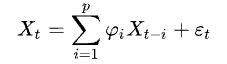 X_t = \sum_{i=1}^{p} \varphi_i X_{t-i} + \varepsilon_t